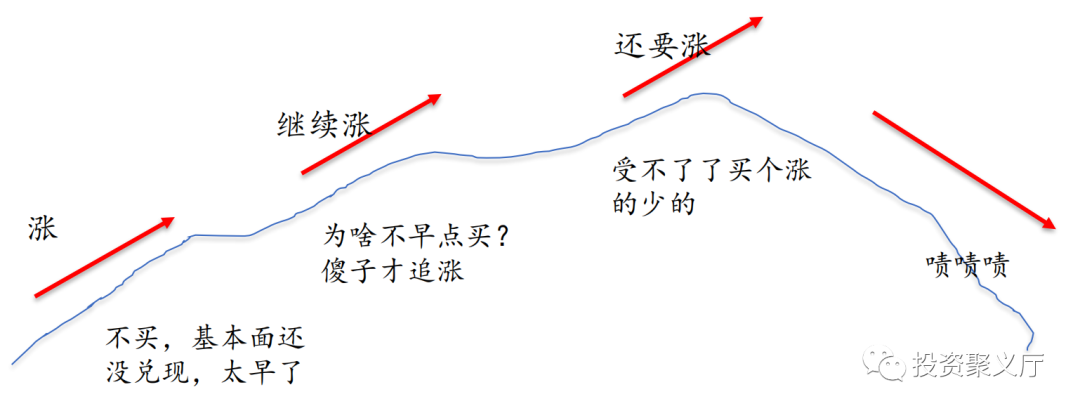 还要涨
继续涨
受不了了买个涨
的少的
涨
为啥不早点买？
傻子才追涨
啧啧啧
不买，基本面还
没兑现，太早了
投资聚义厅